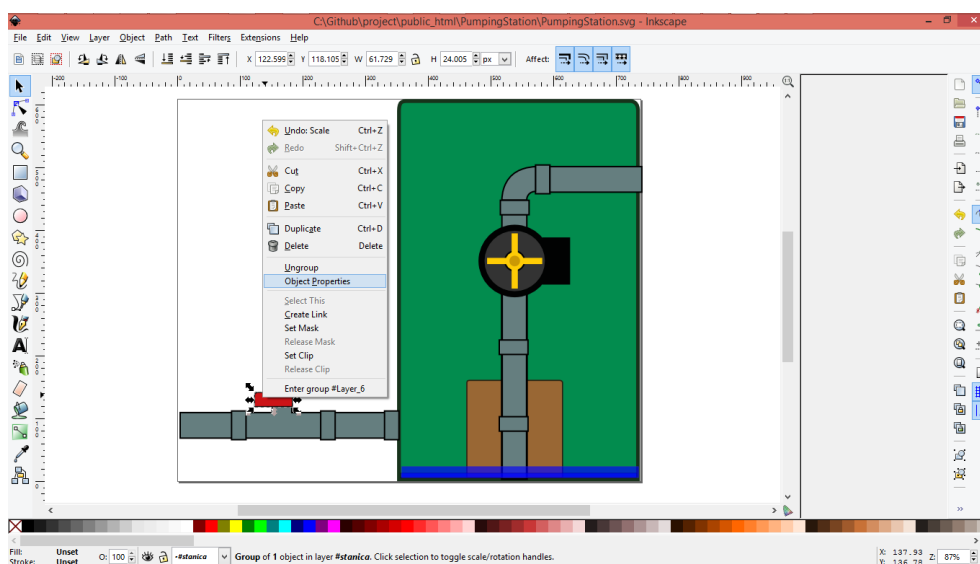 C:\Github\project\public_html\PumpingStation\PumpingStation.svg - Inkscape
File Edit View Layer Object Path Text Filters Extensions Help
X 122.599 Y 118.105 W 61.729 H 24.005 px Affect:
Undo: Scale Ctrl+Z
Redo Shift+Ctrl+Z
Cut Ctrl+X
Copy Ctrl+C
Paste Ctrl+V
Duplicate Ctrl+D
Delete Delete
Ungroup
Object Properties
Select This
Create Link
Set Mask
Release Mask
Set Clip
Release Clip
Enter group #Layer_6
Fill: Unset
Stroke: Unset
O: 100
-#stanica
Group of 1 object in layer #stanica. Click selection to toggle scale/rotation handles.
X: 137.93
Y: 136.78
Z: 87%